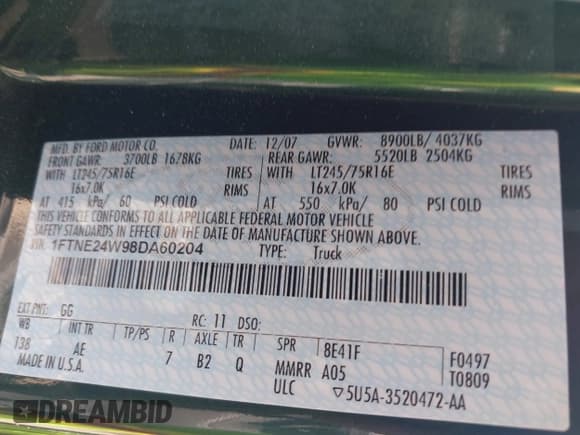 MFD. BY FORD MOTOR CO. DATE: 12/07 GVWR: 8900LB/ 4037KG
FRONT GAWR: 3700LB 1678KG REAR GAWR: 5520LB 2504KG
WITH LT245/75R16E TIRES WITH LT245/75R16E TIRES
16x7.0K RIMS 16x7.0K RIMS
AT 415 kPa/ 60 PSI COLD AT 550 kPa/ 80 PSI COLD
THIS VEHICLE CONFORMS TO ALL APPLICABLE FEDERAL MOTOR VEHICLE
SAFETY STANDARDS IN EFFECT ON THE DATE OF MANUFACTURE SHOWN ABOVE.
VIN: 1FTNE24W98DA60204 TYPE: Truck
EXT PNT: GG RC: 11 DSO:
WB INT TR TP/PS R AXLE TR SPR 8E41F F0497
138 AE 7 B2 Q MMRR A05 T0809
MADE IN U.S.A. ULC ▽5U5A-3520472-AA
DREAMBID